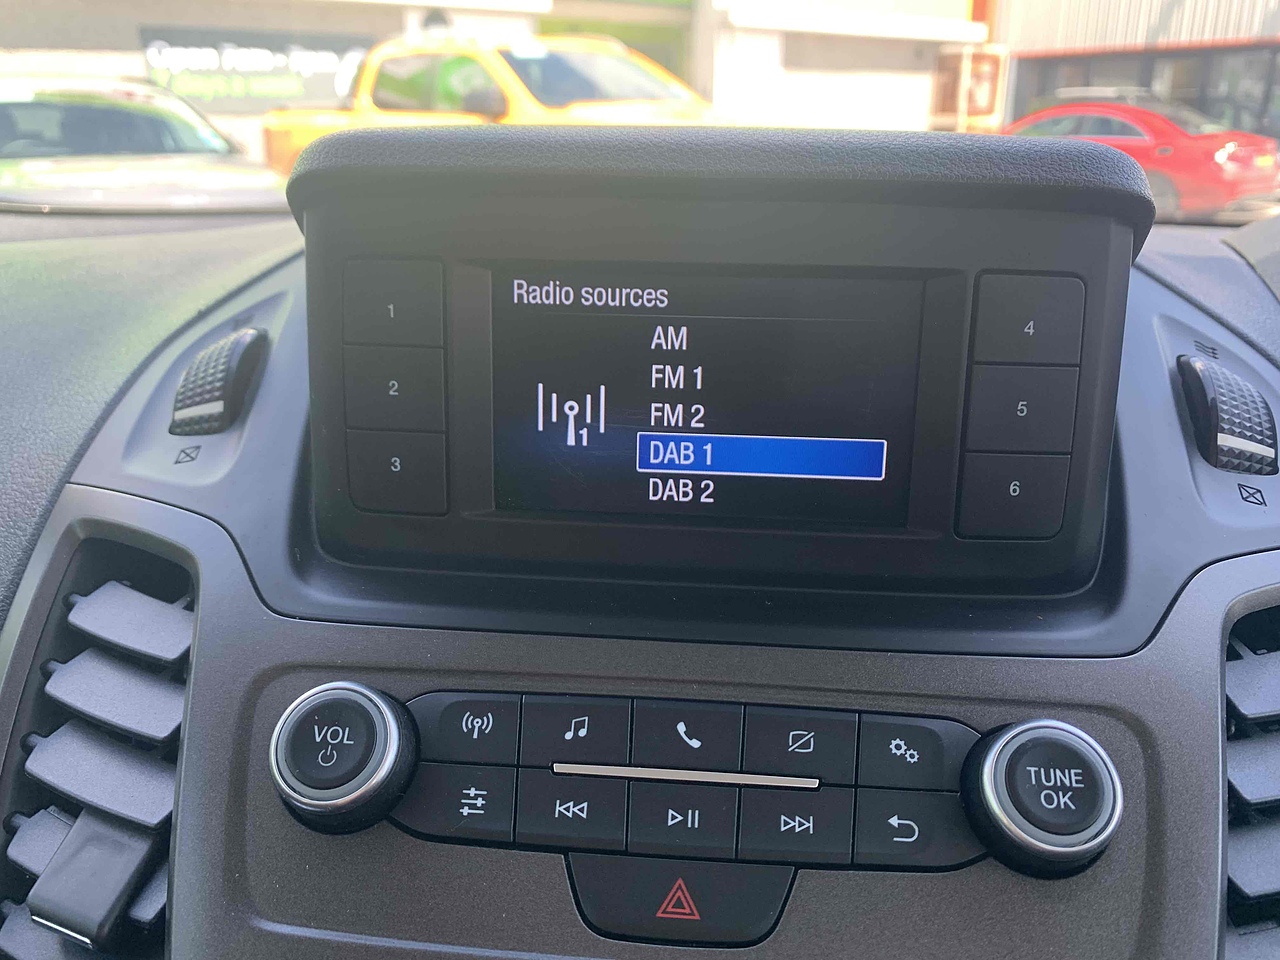 Radio sources
AM
FM 1
FM 2
DAB 1
DAB 2
1
1
2
3
4
5
6
VOL
TUNE
OK